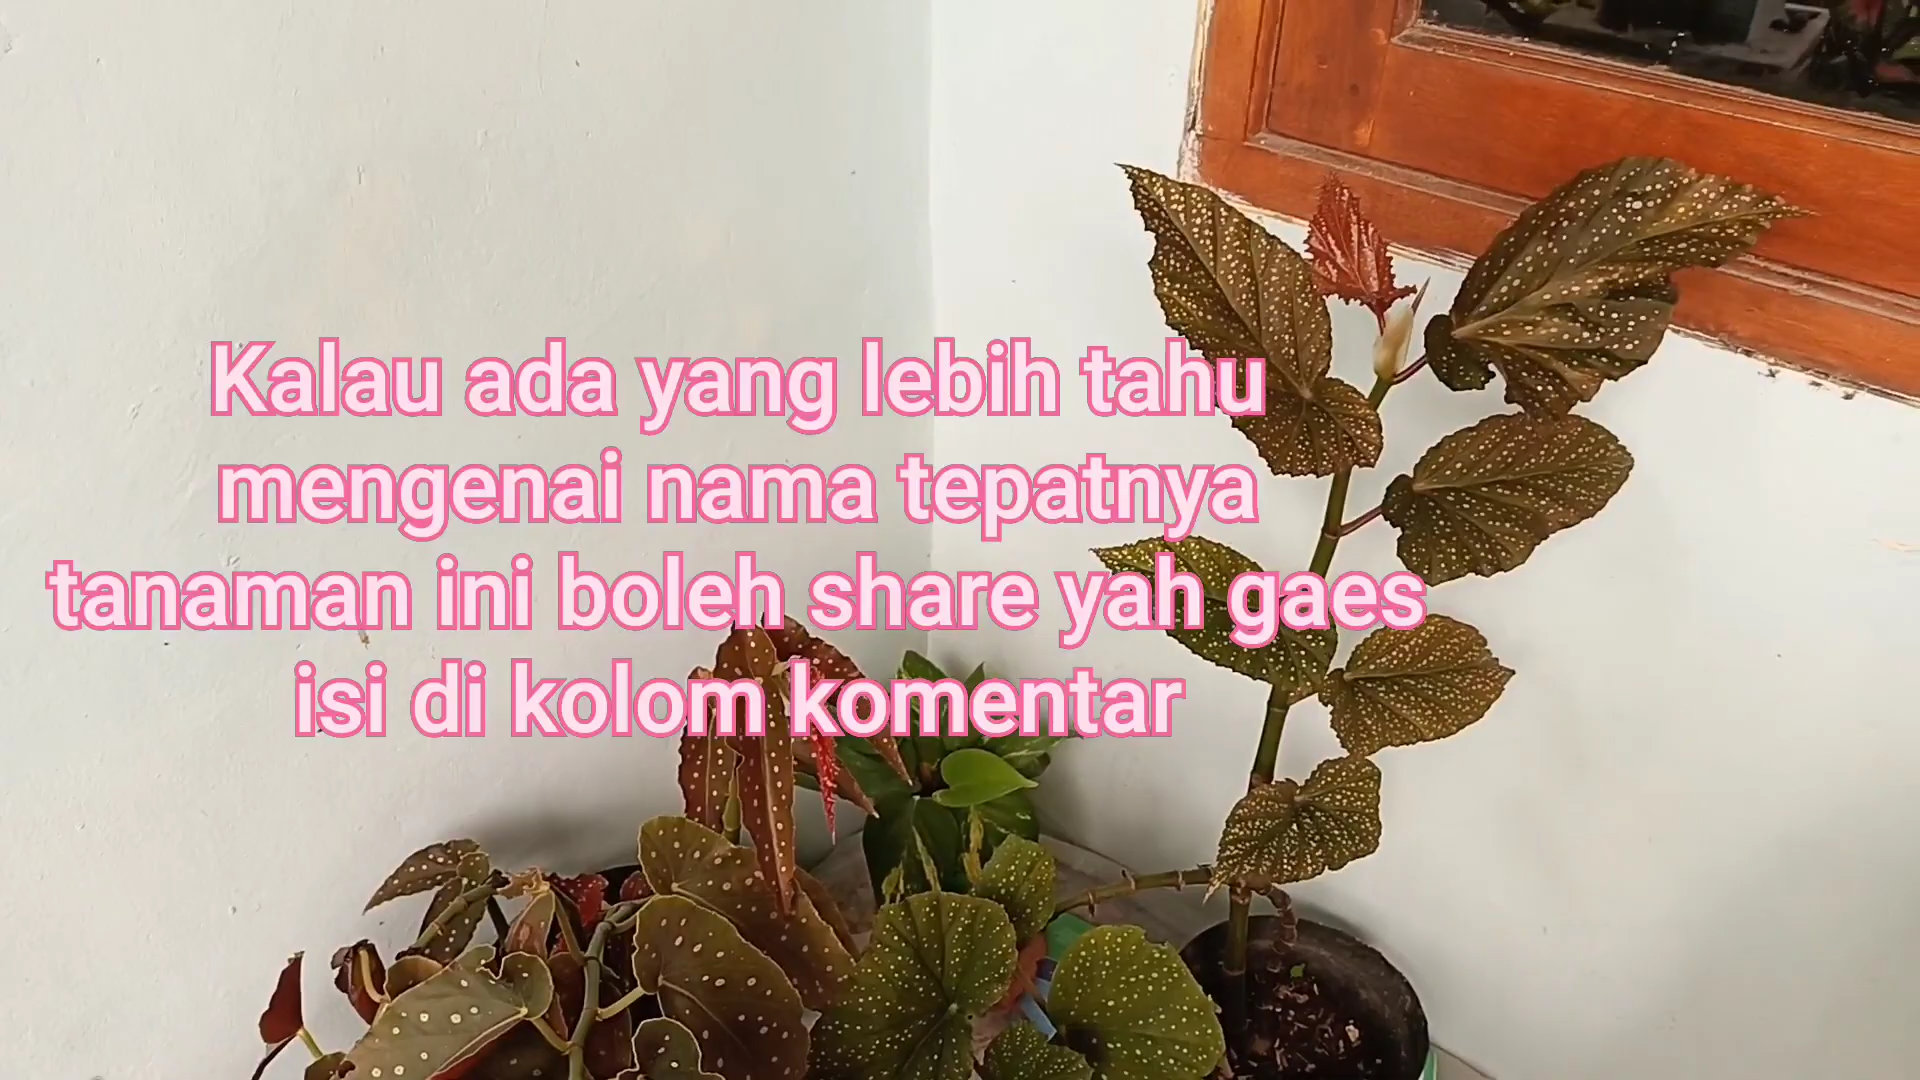 Kalau ada yang lebih tahu
mengenai nama tepatnya
tanaman ini boleh share yah gaes
isi di kolom komentar